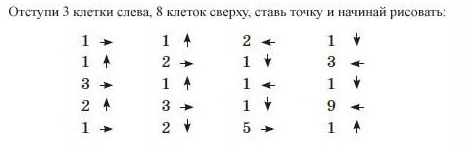 Отступи 3 клетки слева, 8 клеток сверху, ставь точку и начинай рисовать:
1 → 1 ↑ 2 ← 1 ↓
1 ↑ 2 → 1 ↓ 3 ←
3 → 1 ↑ 1 ← 1 ↓
2 ↑ 3 → 1 ↓ 9 ←
1 → 2 ↓ 5 → 1 ↑